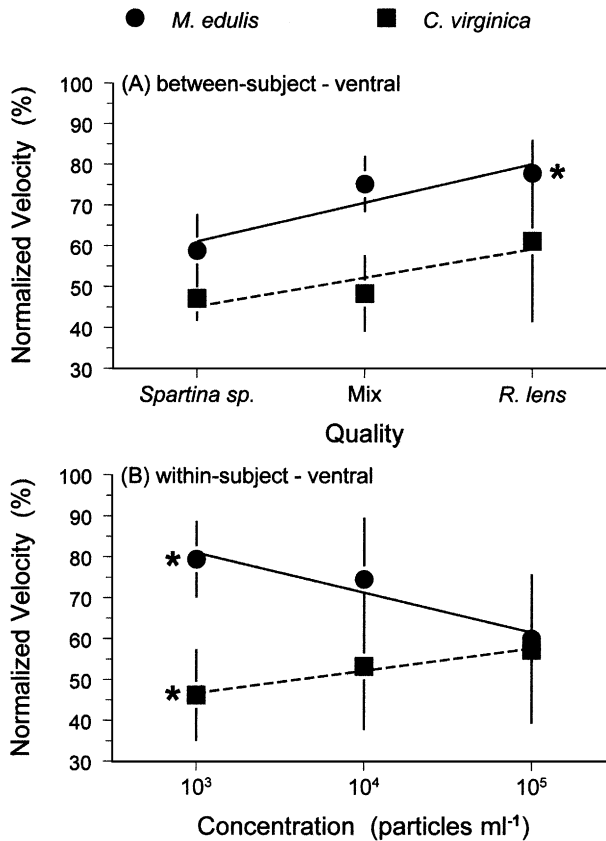 M. edulis C. virginica
(A) between-subject - ventral
Normalized Velocity (%)
100
90
80
70
60
50
40
30
*
Spartina sp. Mix R. lens
Quality
(B) within-subject - ventral
Normalized Velocity (%)
100
90
80
70
60
50
40
30
*
*
10³ 10⁴ 10⁵
Concentration (particles ml⁻¹)